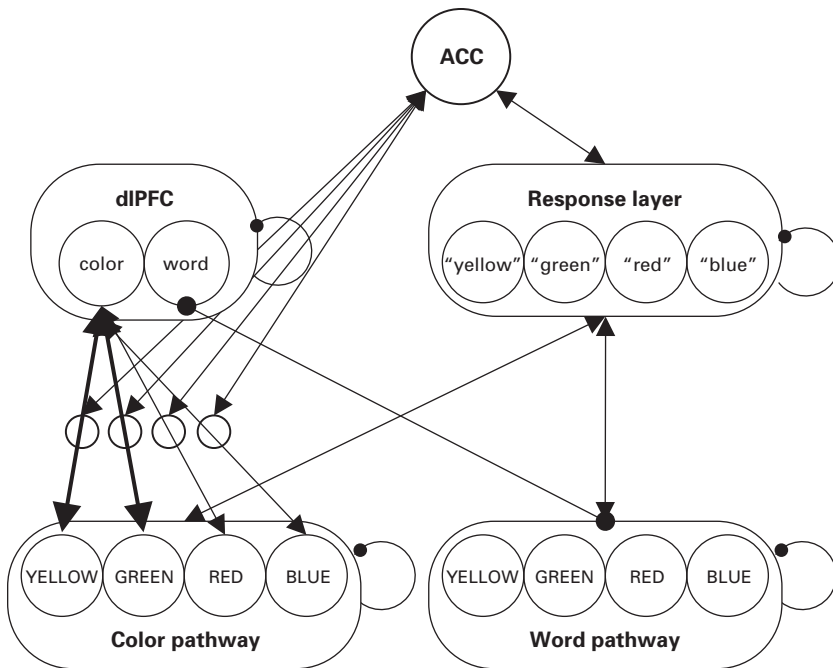 ACC
dlPFC
color word
Response layer
“yellow” “green” “red” “blue”
YELLOW GREEN RED BLUE
Color pathway
YELLOW GREEN RED BLUE
Word pathway